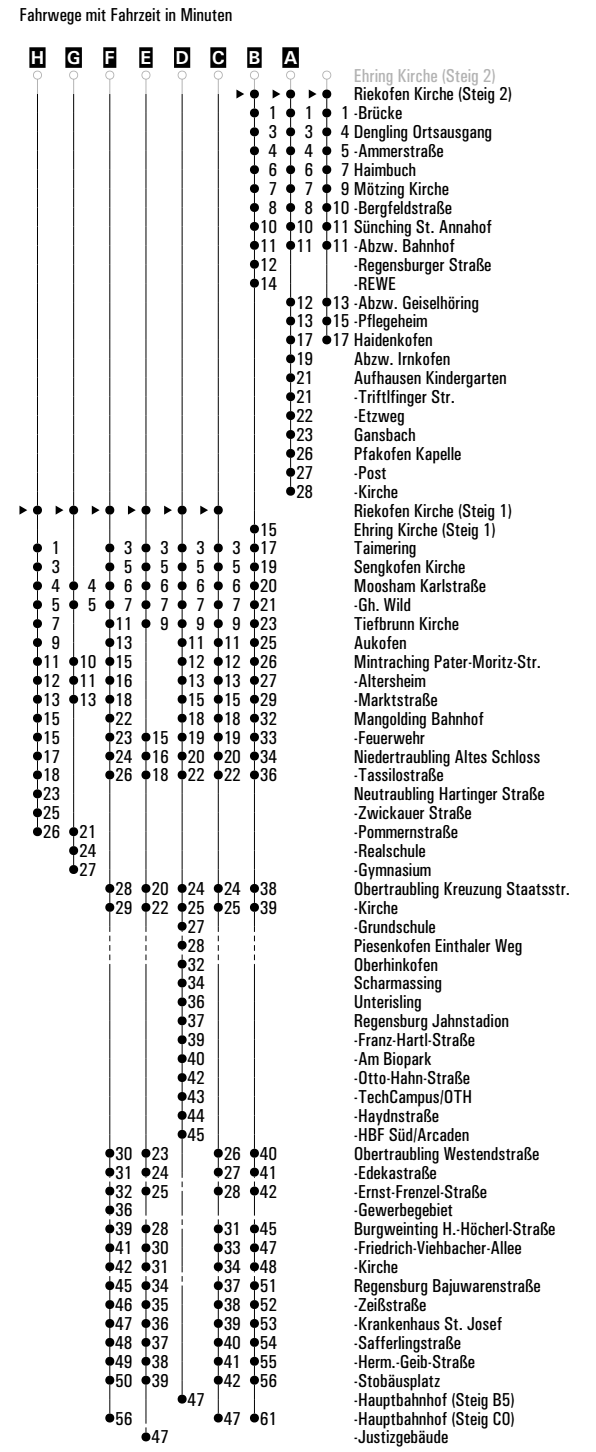 Fahrwege mit Fahrzeit in Minuten
H G F E D C B A
Ehring Kirche (Steig 2)
Riekofen Kirche (Steig 2)
1 1 1 -Brücke
3 3 4 Dengling Ortsausgang
4 4 5 -Ammerstraße
6 6 7 Haimbuch
7 7 9 Mötzing Kirche
8 8 10 -Bergfeldstraße
10 10 11 Sünching St. Annahof
11 11 11 -Abzw. Bahnhof
12 -Regensburger Straße
14 -REWE
12 13 -Abzw. Geiselhöring
13 15 -Pflegeheim
17 17 Haidenkofen
19 Abzw. Irnkofen
21 Aufhausen Kindergarten
21 -Triftlfinger Str.
22 -Etzweg
23 Gansbach
26 Pfakofen Kapelle
27 -Post
28 -Kirche
Riekofen Kirche (Steig 1)
15 Ehring Kirche (Steig 1)
1 3 3 3 3 17 Taimering
3 5 5 5 5 19 Sengkofen Kirche
4 4 6 6 6 6 20 Moosham Karlstraße
5 5 7 7 7 7 21 -Gh. Wild
7 11 9 9 9 23 Tiefbrunn Kirche
9 13 11 11 25 Aukofen
11 10 15 12 12 26 Mintraching Pater-Moritz-Str.
12 11 16 13 13 27 -Altersheim
13 13 18 15 15 29 -Marktstraße
15 22 18 18 32 Mangolding Bahnhof
15 23 15 19 19 33 -Feuerwehr
17 24 16 20 20 34 Niedertraubling Altes Schloss
18 26 18 22 22 36 -Tassilostraße
23 Neutraubling Hartinger Straße
25 -Zwickauer Straße
26 21 -Pommernstraße
24 -Realschule
27 -Gymnasium
28 20 24 24 38 Obertraubling Kreuzung Staatsstr.
29 22 25 25 39 -Kirche
27 -Grundschule
28 Piesenkofen Einthaler Weg
32 Oberhinkofen
34 Scharmassing
36 Unterisling
37 Regensburg Jahnstadion
39 -Franz-Hartl-Straße
40 -Am Biopark
42 -Otto-Hahn-Straße
43 -TechCampus/OTH
44 -Haydnstraße
45 -HBF Süd/Arcaden
30 23 26 40 Obertraubling Westendstraße
31 24 27 41 -Edekastraße
32 25 28 42 -Ernst-Frenzel-Straße
36 -Gewerbegebiet
39 28 31 45 Burgweinting H.-Höcherl-Straße
41 30 33 47 -Friedrich-Viehbacher-Allee
42 31 34 48 -Kirche
45 34 37 51 Regensburg Bajuwarenstraße
46 35 38 52 -Zeißstraße
47 36 39 53 -Krankenhaus St. Josef
48 37 40 54 -Safferlingstraße
49 38 41 55 -Herm.-Geib-Straße
50 39 42 56 -Stobäusplatz
47 -Hauptbahnhof (Steig B5)
56 47 61 -Hauptbahnhof (Steig C0)
47 -Justizgebäude